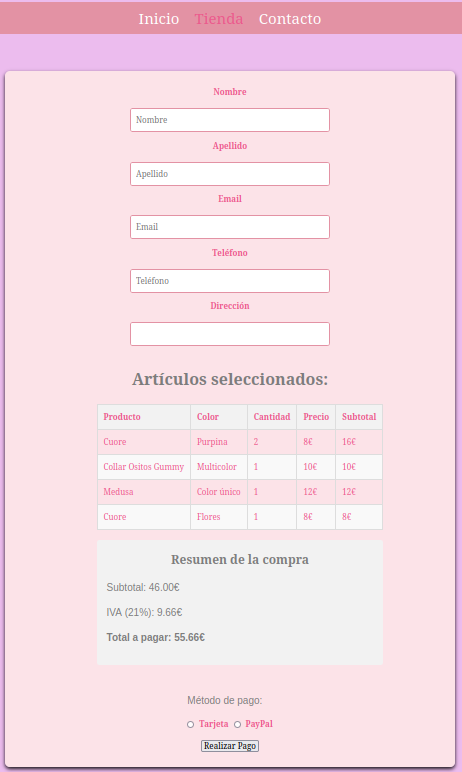 Inicio Tienda Contacto
Nombre
Nombre
Apellido
Apellido
Email
Email
Teléfono
Teléfono
Dirección
Artículos seleccionados:
Producto Color Cantidad Precio Subtotal
Cuore Purpina 2 8€ 16€
Collar Ositos Gummy Multicolor 1 10€ 10€
Medusa Color único 1 12€ 12€
Cuore Flores 1 8€ 8€
Resumen de la compra
Subtotal: 46.00€
IVA (21%): 9.66€
Total a pagar: 55.66€
Método de pago:
Tarjeta PayPal
Realizar Pago